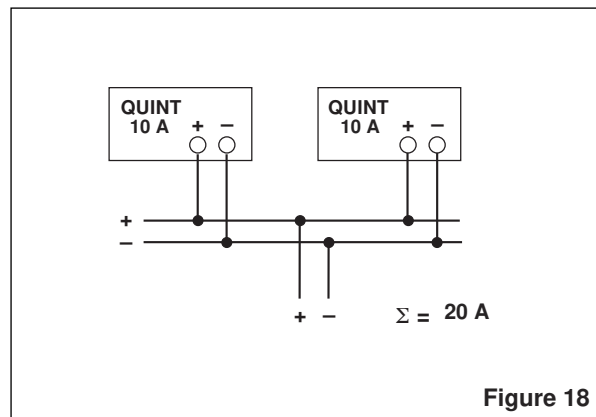 QUINT
10 A + –
QUINT
10 A + –
+
–
+ – Σ = 20 A
Figure 18